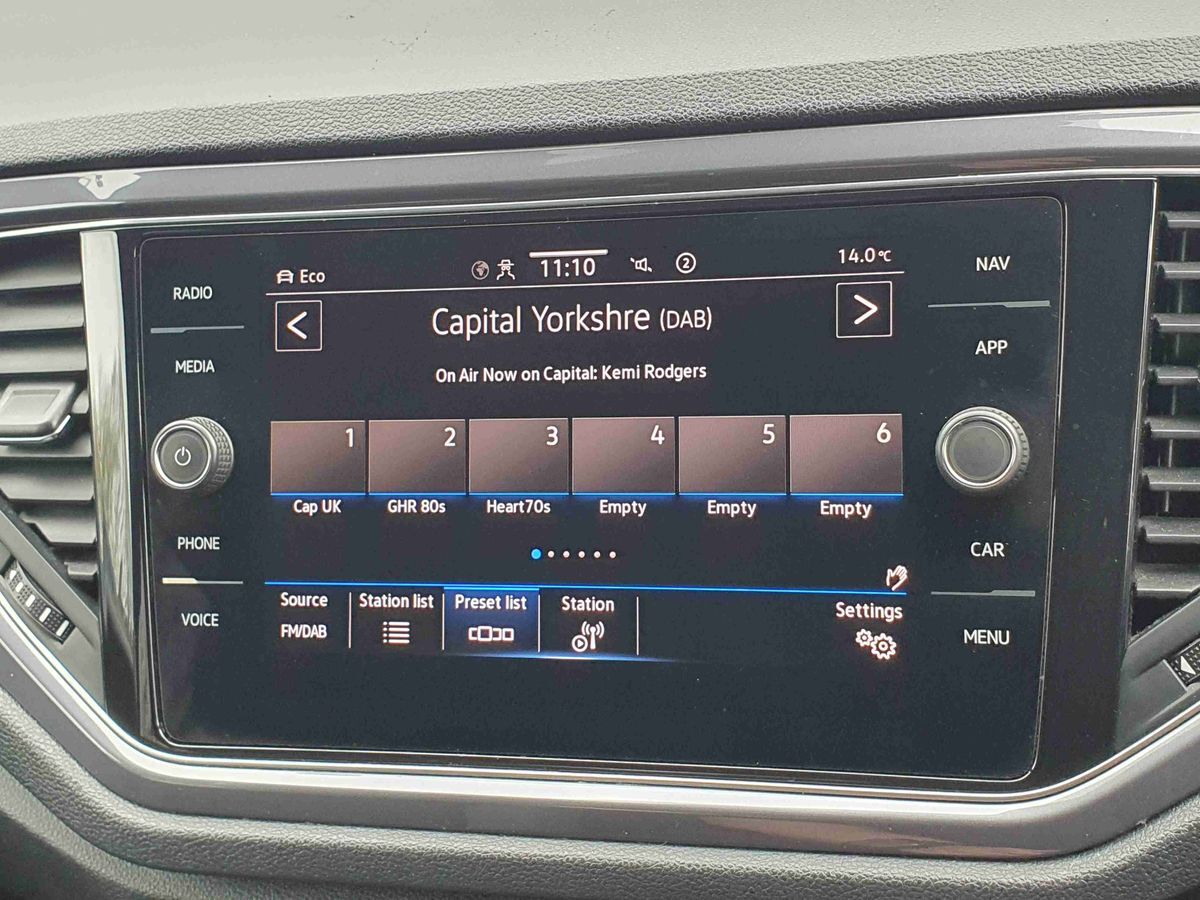 RADIO
MEDIA
PHONE
VOICE
Eco
11:10
2
14.0°C
Capital Yorkshre (DAB)
On Air Now on Capital: Kemi Rodgers
1 2 3 4 5 6
Cap UK GHR 80s Heart70s Empty Empty Empty
Source Station list Preset list Station Settings
FM/DAB
NAV
APP
CAR
MENU